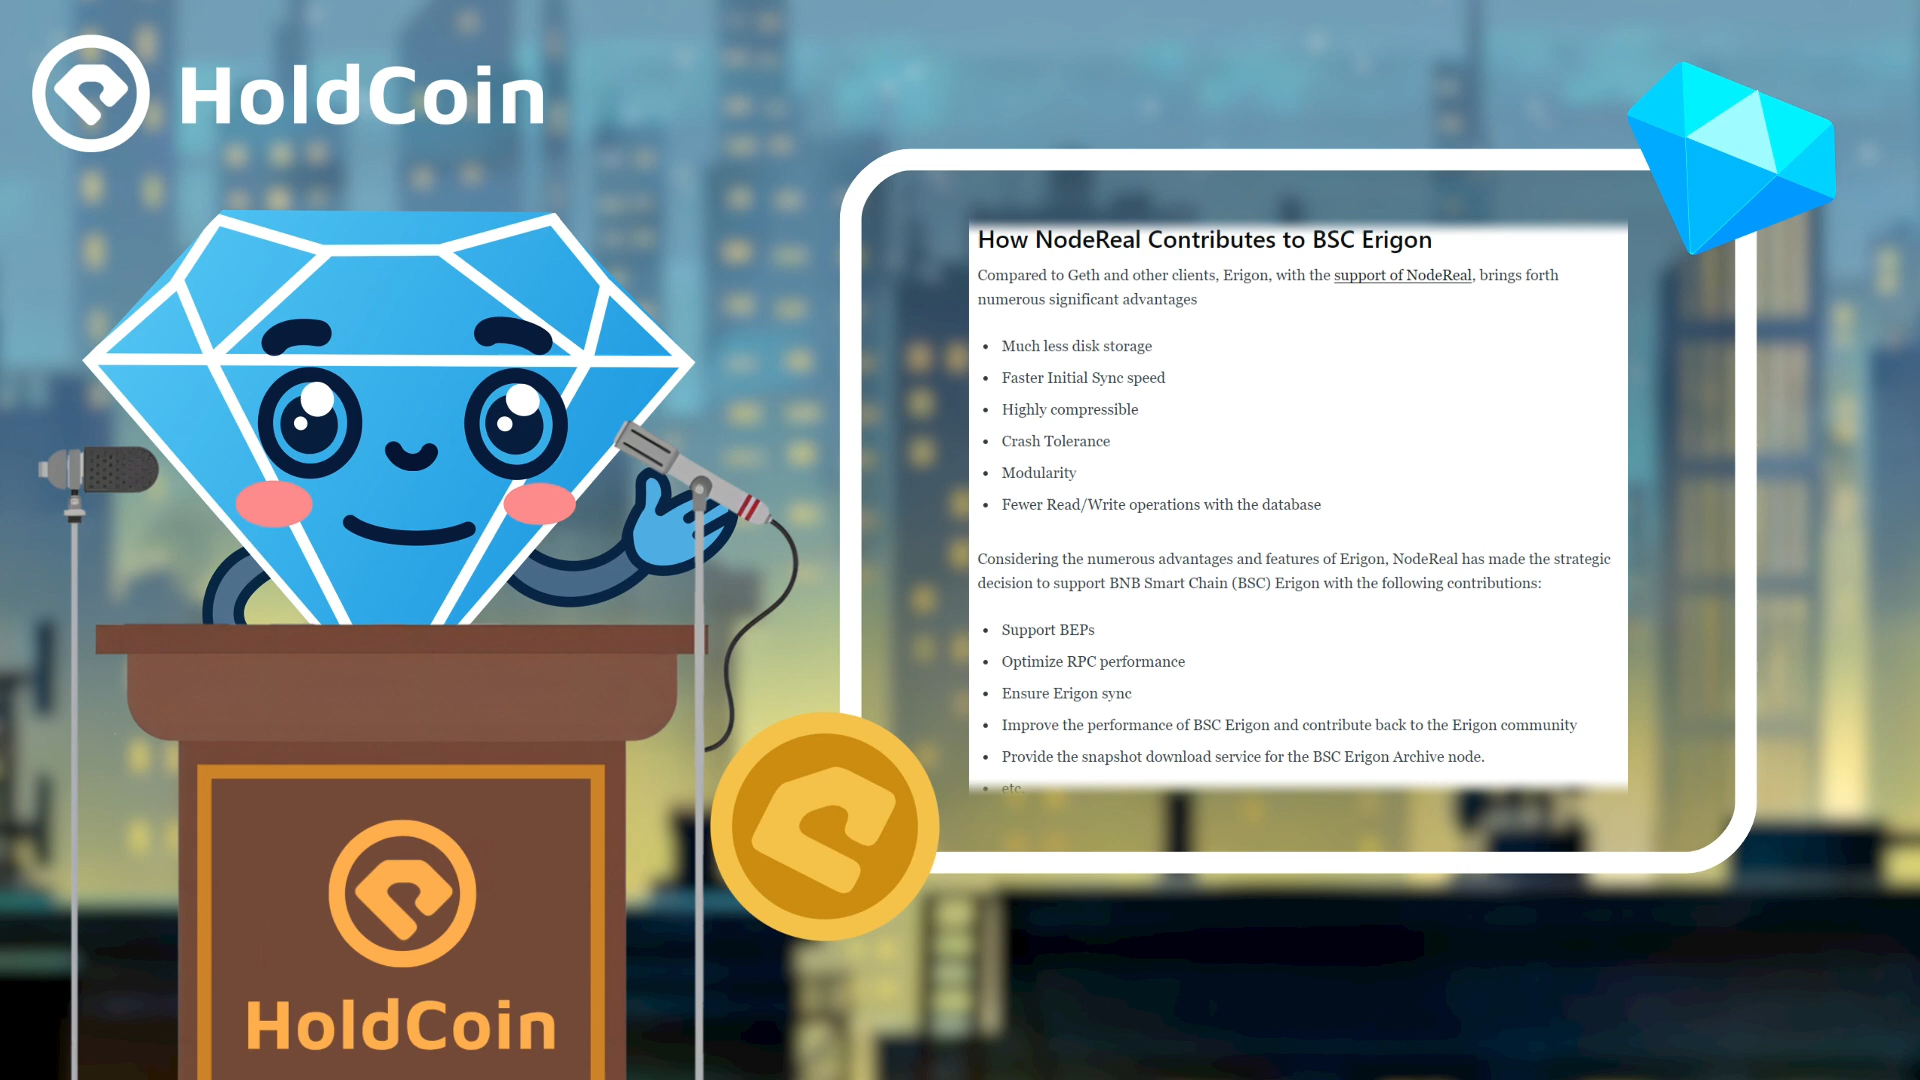 HoldCoin
How NodeReal Contributes to BSC Erigon
Compared to Geth and other clients, Erigon, with the support of NodeReal, brings forth
numerous significant advantages
• Much less disk storage
• Faster Initial Sync speed
• Highly compressible
• Crash Tolerance
• Modularity
• Fewer Read/Write operations with the database
Considering the numerous advantages and features of Erigon, NodeReal has made the strategic
decision to support BNB Smart Chain (BSC) Erigon with the following contributions:
• Support BEPs
• Optimize RPC performance
• Ensure Erigon sync
• Improve the performance of BSC Erigon and contribute back to the Erigon community
• Provide the snapshot download service for the BSC Erigon Archive node.
• etc.
HoldCoin